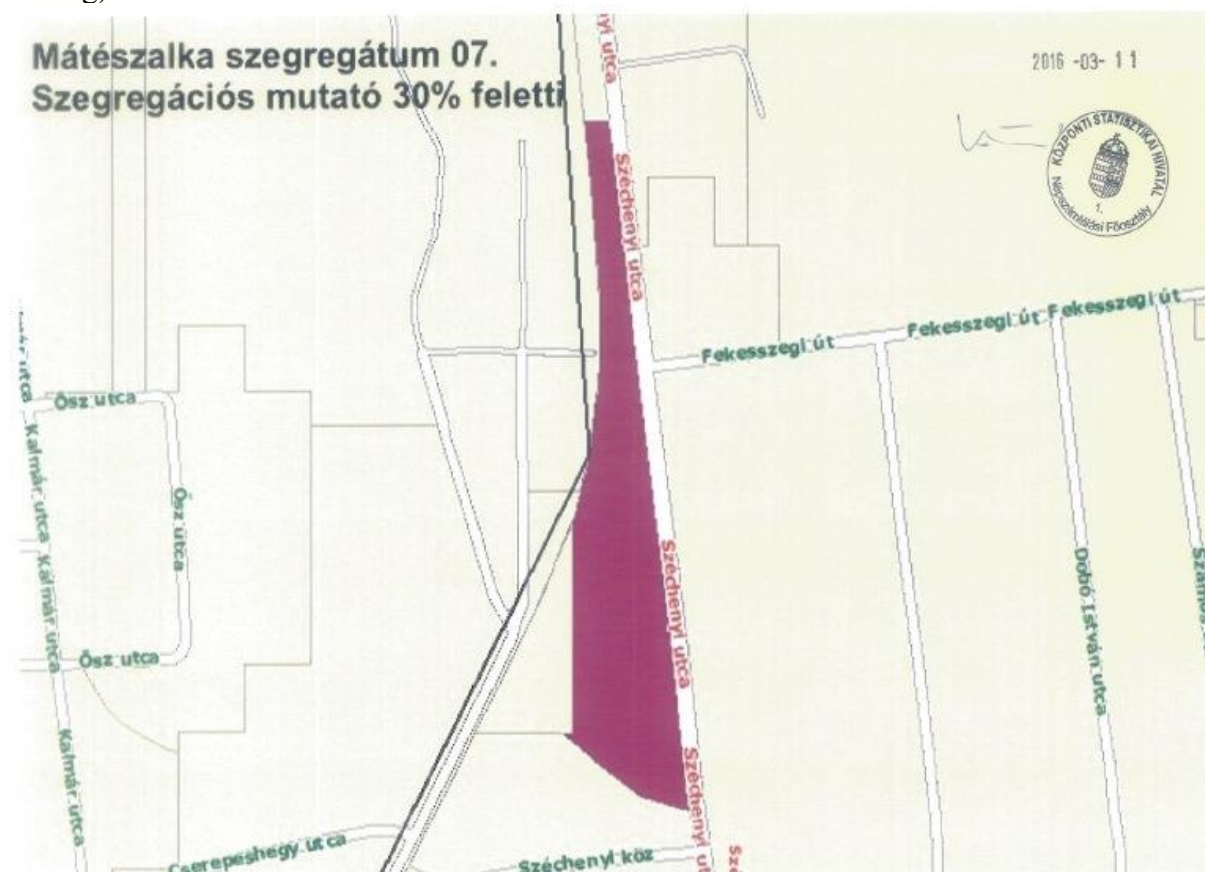 Mátészalka szegregátum 07.
Szegregációs mutató 30% feletti
2016 -03- 11
KÖZPONTI STATISZTIKAI HIVATAL
1.
Népszámlálási Főosztály
Széchenyi utca
Fekesszegi út
Fekesszegi út
Fekesszegi út
Ősz utca
Kalmár utca
Kalmár utca
Ősz utca
Széchenyi utca
Dobó István utca
Ősz utca
Kalmár utca
Széchenyi ut
Cserepeshegy utca
Széchenyi köz